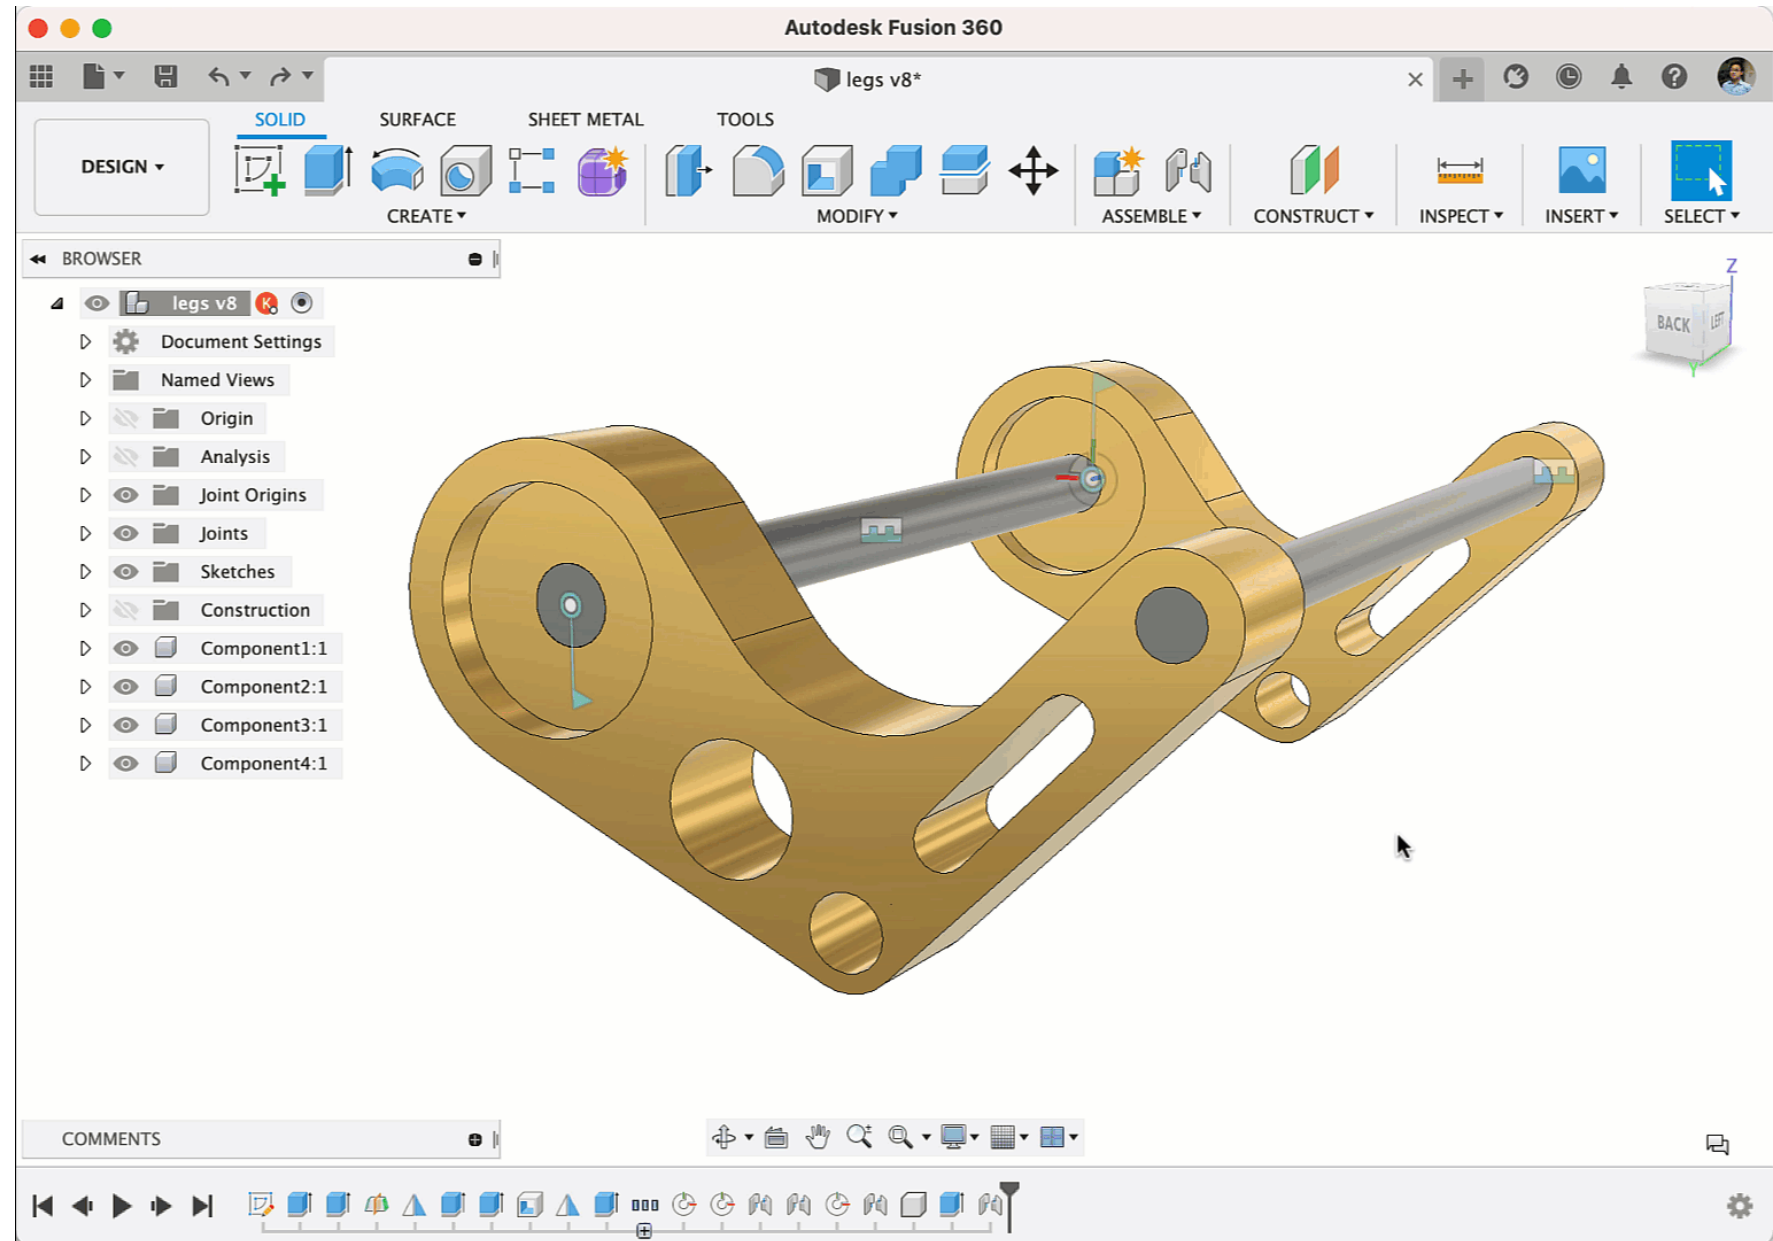 Autodesk Fusion 360
legs v8*
SOLID SURFACE SHEET METAL TOOLS
DESIGN
CREATE MODIFY ASSEMBLE CONSTRUCT INSPECT INSERT SELECT
BROWSER
legs v8 K
Document Settings
Named Views
Origin
Analysis
Joint Origins
Joints
Sketches
Construction
Component1:1
Component2:1
Component3:1
Component4:1
Z
BACK LEFT
Y
COMMENTS